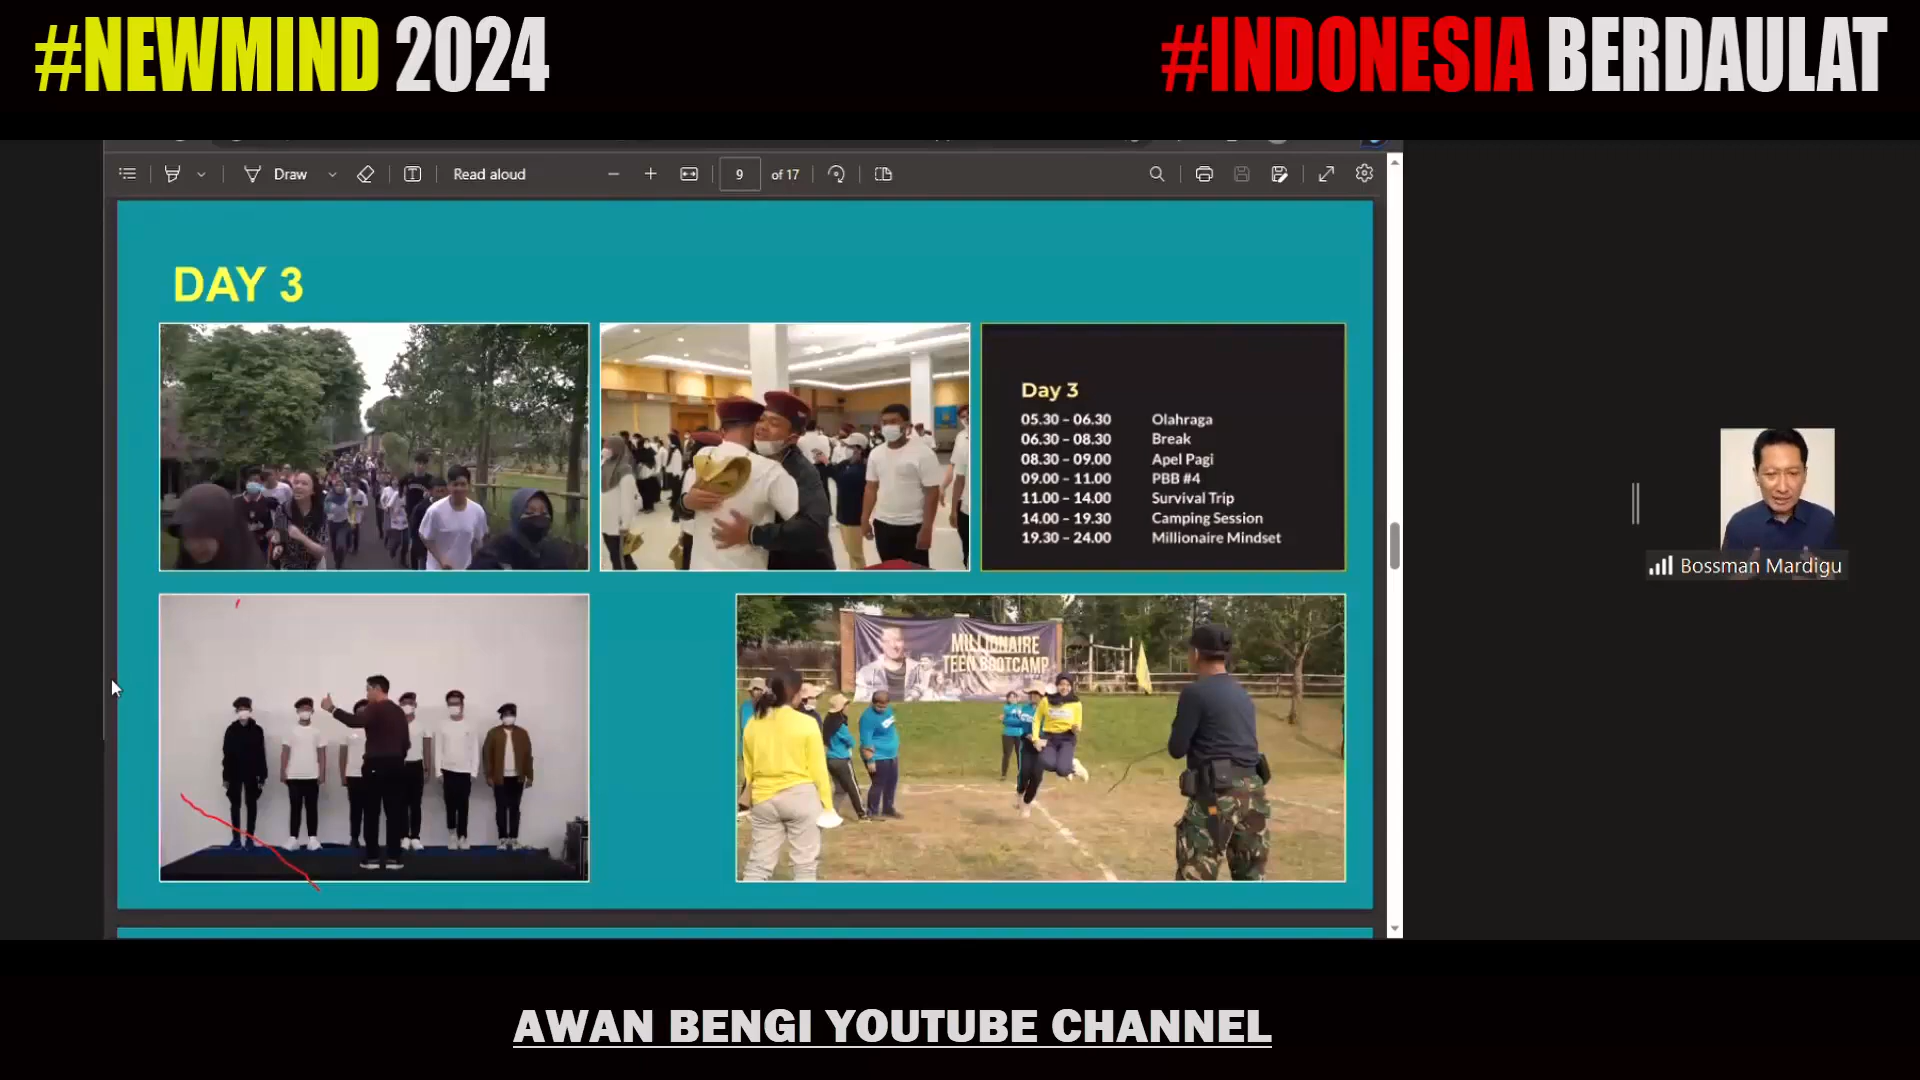 #NEWMIND 2024
#INDONESIA BERDAULAT
Draw
Read aloud
9
of 17
DAY 3
Day 3
05.30 – 06.30 Olahraga
06.30 – 08.30 Break
08.30 – 09.00 Apel Pagi
09.00 – 11.00 PBB #4
11.00 – 14.00 Survival Trip
14.00 – 19.30 Camping Session
19.30 – 24.00 Millionaire Mindset
MILLIONAIRE
TEEN BOOTCAMP
Bossman Mardigu
AWAN BENGI YOUTUBE CHANNEL